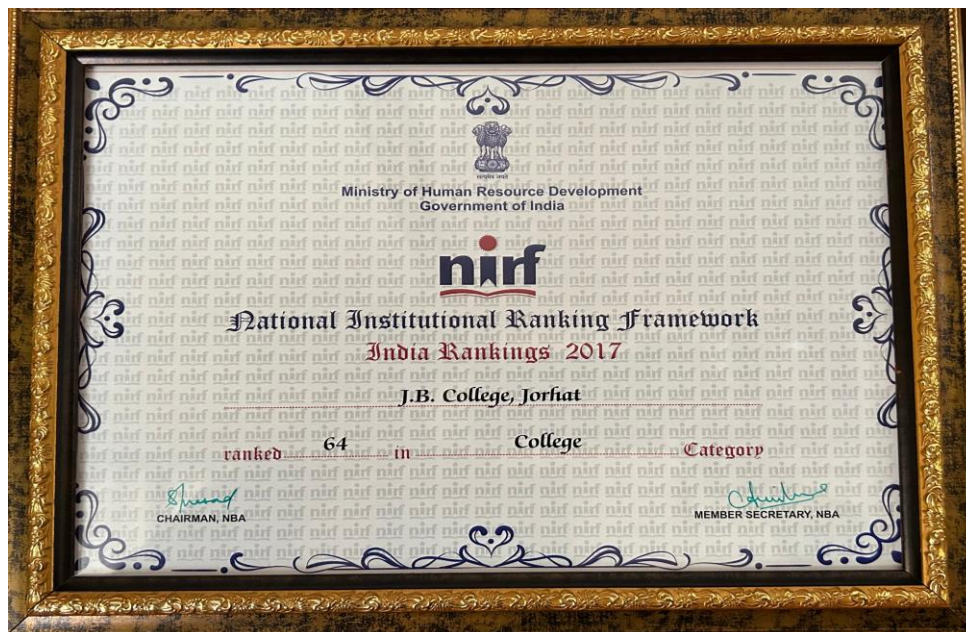 सत्यमेव जयते
Ministry of Human Resource Development
Government of India
nirf
National Institutional Ranking Framework
India Rankings 2017
J.B. College, Jorhat
ranked 64 in College Category
CHAIRMAN, NBA
MEMBER SECRETARY, NBA